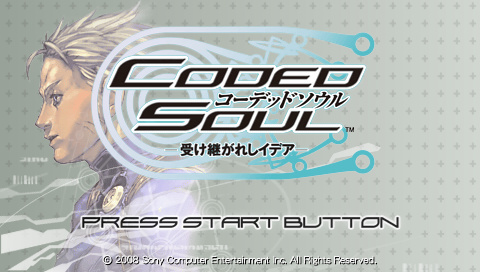 CODED
コーデッドソウル
SOUL™
―受け継がれしイデア―
PRESS START BUTTON
© 2008 Sony Computer Entertainment Inc. All Rights Reserved.